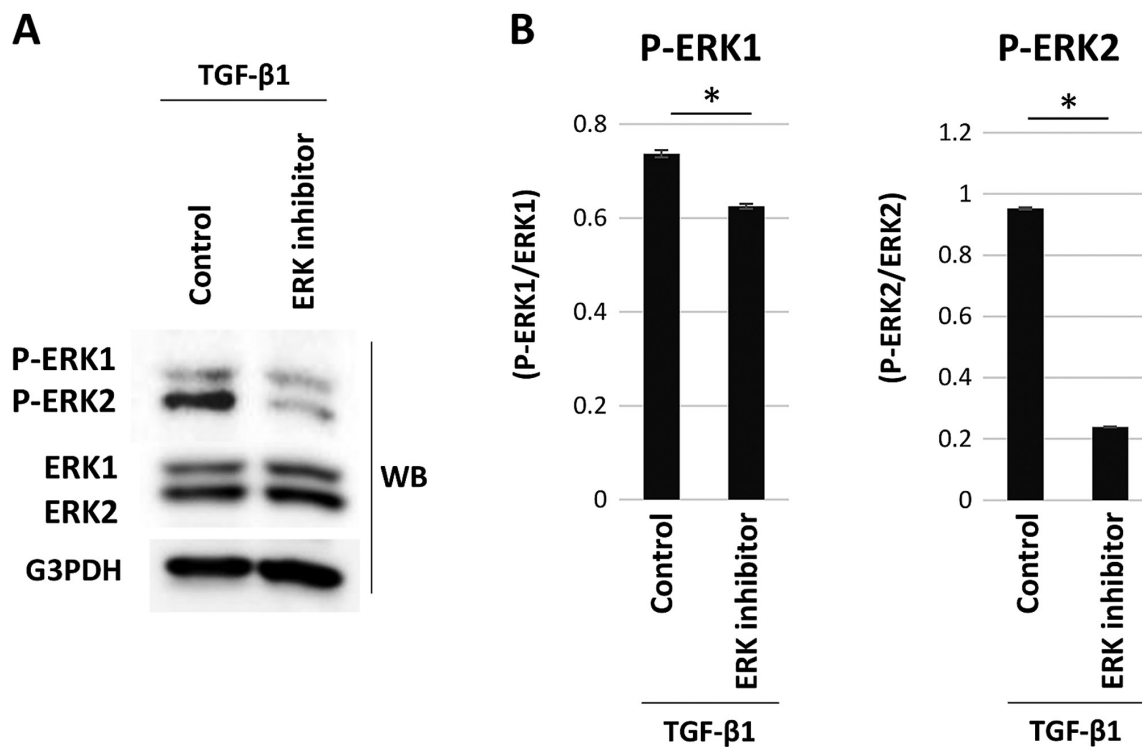 A
TGF-β1
Control
ERK inhibitor
P-ERK1
P-ERK2
ERK1
ERK2
G3PDH
WB
B
P-ERK1
*
0.8
0.6
0.4
0.2
0
(P-ERK1/ERK1)
Control
ERK inhibitor
TGF-β1
P-ERK2
*
1.2
1
0.8
0.6
0.4
0.2
0
(P-ERK2/ERK2)
Control
ERK inhibitor
TGF-β1